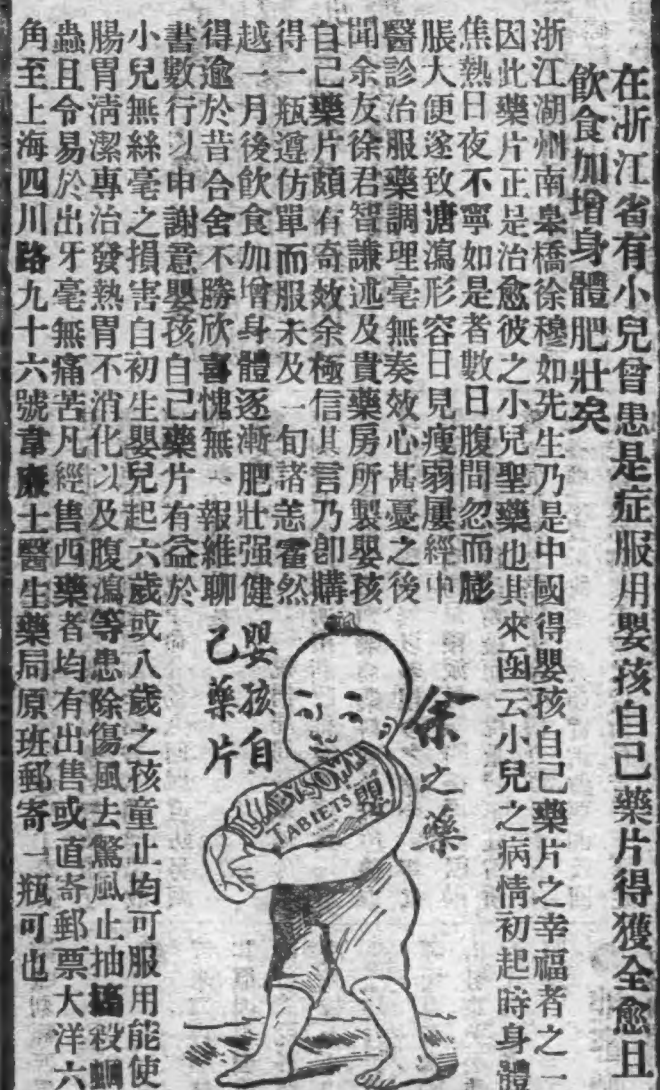 在浙江省有小兒曾患是症服用嬰孩自己藥片得獲全愈且
飲食加增身體肥壯矣
浙江湖州南皋橋徐穆如先生乃是中國得嬰孩自己藥片之幸福者之一
因此藥片正是治愈彼之小兒聖藥也其來函云小兒之病情初起時身體
焦熱日夜不寧如是者數日腹間忽而膨
脹大便遂致溏瀉形容日見瘦弱屢經中
醫診治服藥調理毫無奏效心甚憂之後
聞余友徐君智謙述及貴藥房所製嬰孩
自己藥片頗有奇效余極信其言乃卽購
得一瓶遵仿單而服未及一旬諸恙霍然
越一月後飲食加增身體逐漸肥壯强健
得逾於昔合舍不勝欣喜愧無一報維聊
書數行以申謝意嬰孩自己藥片有益於
小兒無絲毫之損害自初生嬰兒起六歲或八歲之孩童止均可服用能使
腸胃淸潔專治發熱胃不消化以及腹瀉等患除傷風去驚風止抽搐殺蛔
蟲且令易於出牙毫無痛苦凡經售西藥者均有出售或直寄郵票大洋六
角至上海四川路九十六號韋廉士醫生藥局原班郵寄一瓶可也
余之藥
嬰孩自
己藥片
BABY'S OWN
TABLETS
嬰